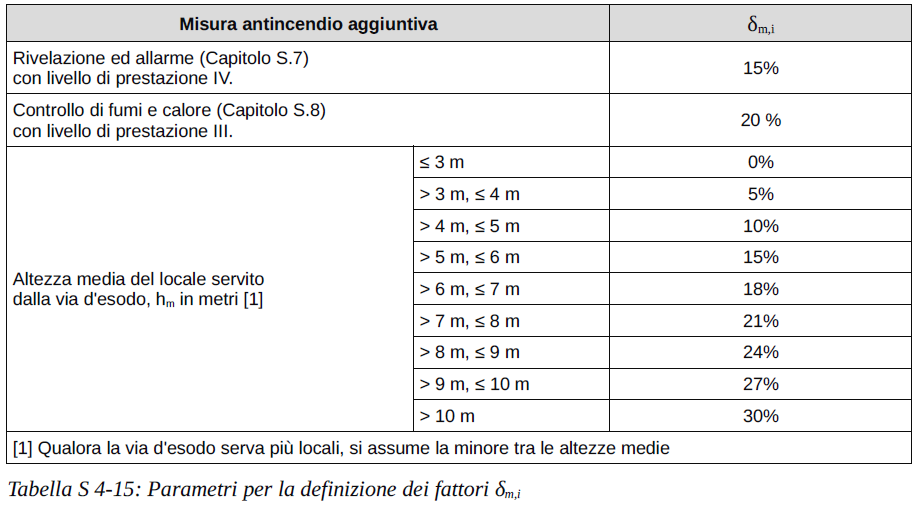 Misura antincendio aggiuntiva δm,i
Rivelazione ed allarme (Capitolo S.7)
con livello di prestazione IV.
15%
Controllo di fumi e calore (Capitolo S.8)
con livello di prestazione III.
20 %
Altezza media del locale servito
dalla via d'esodo, hm in metri [1]
≤ 3 m 0%
> 3 m, ≤ 4 m 5%
> 4 m, ≤ 5 m 10%
> 5 m, ≤ 6 m 15%
> 6 m, ≤ 7 m 18%
> 7 m, ≤ 8 m 21%
> 8 m, ≤ 9 m 24%
> 9 m, ≤ 10 m 27%
> 10 m 30%
[1] Qualora la via d'esodo serva più locali, si assume la minore tra le altezze medie
Tabella S 4-15: Parametri per la definizione dei fattori δm,i